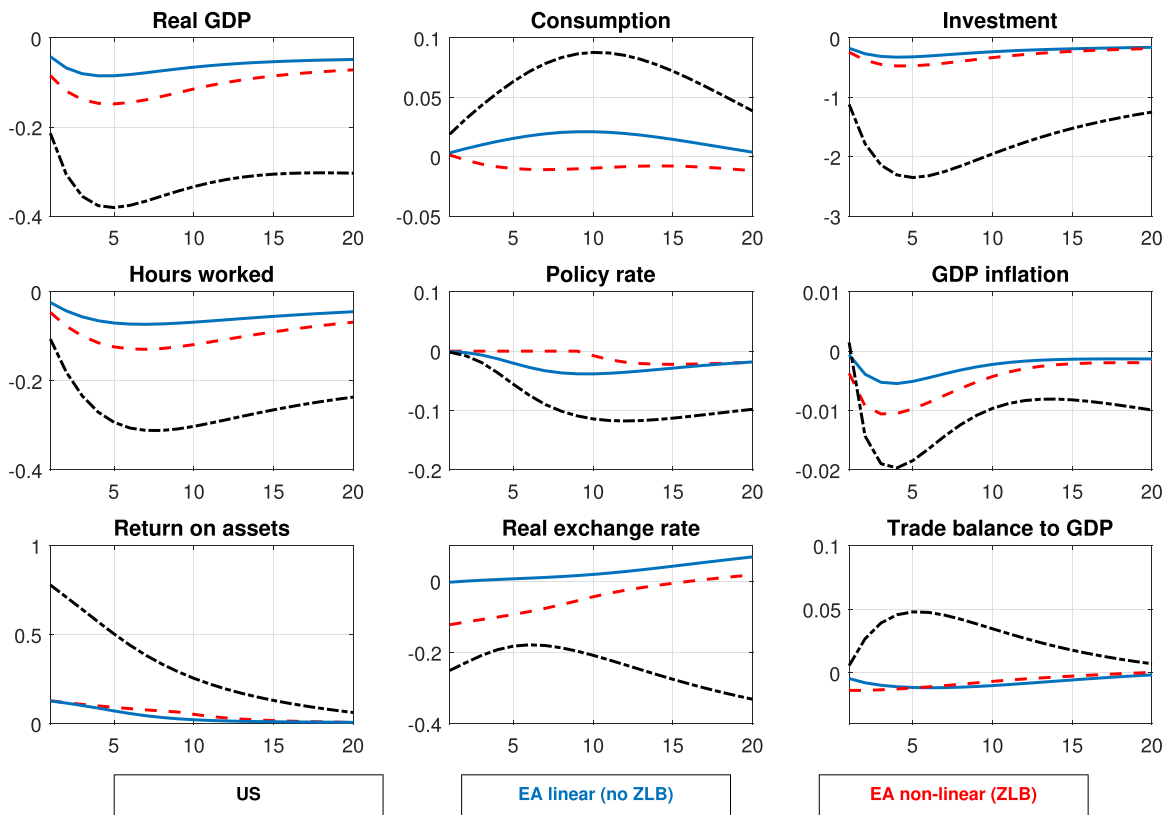 Real GDP
0
-0.2
-0.4
5 10 15 20
Consumption
0.1
0.05
0
-0.05
5 10 15 20
Investment
0
-1
-2
-3
5 10 15 20
Hours worked
0
-0.2
-0.4
5 10 15 20
Policy rate
0.1
0
-0.1
-0.2
5 10 15 20
GDP inflation
0.01
0
-0.01
-0.02
5 10 15 20
Return on assets
1
0.5
0
5 10 15 20
Real exchange rate
0
-0.2
-0.4
5 10 15 20
Trade balance to GDP
0.1
0.05
0
5 10 15 20
US
EA linear (no ZLB)
EA non-linear (ZLB)